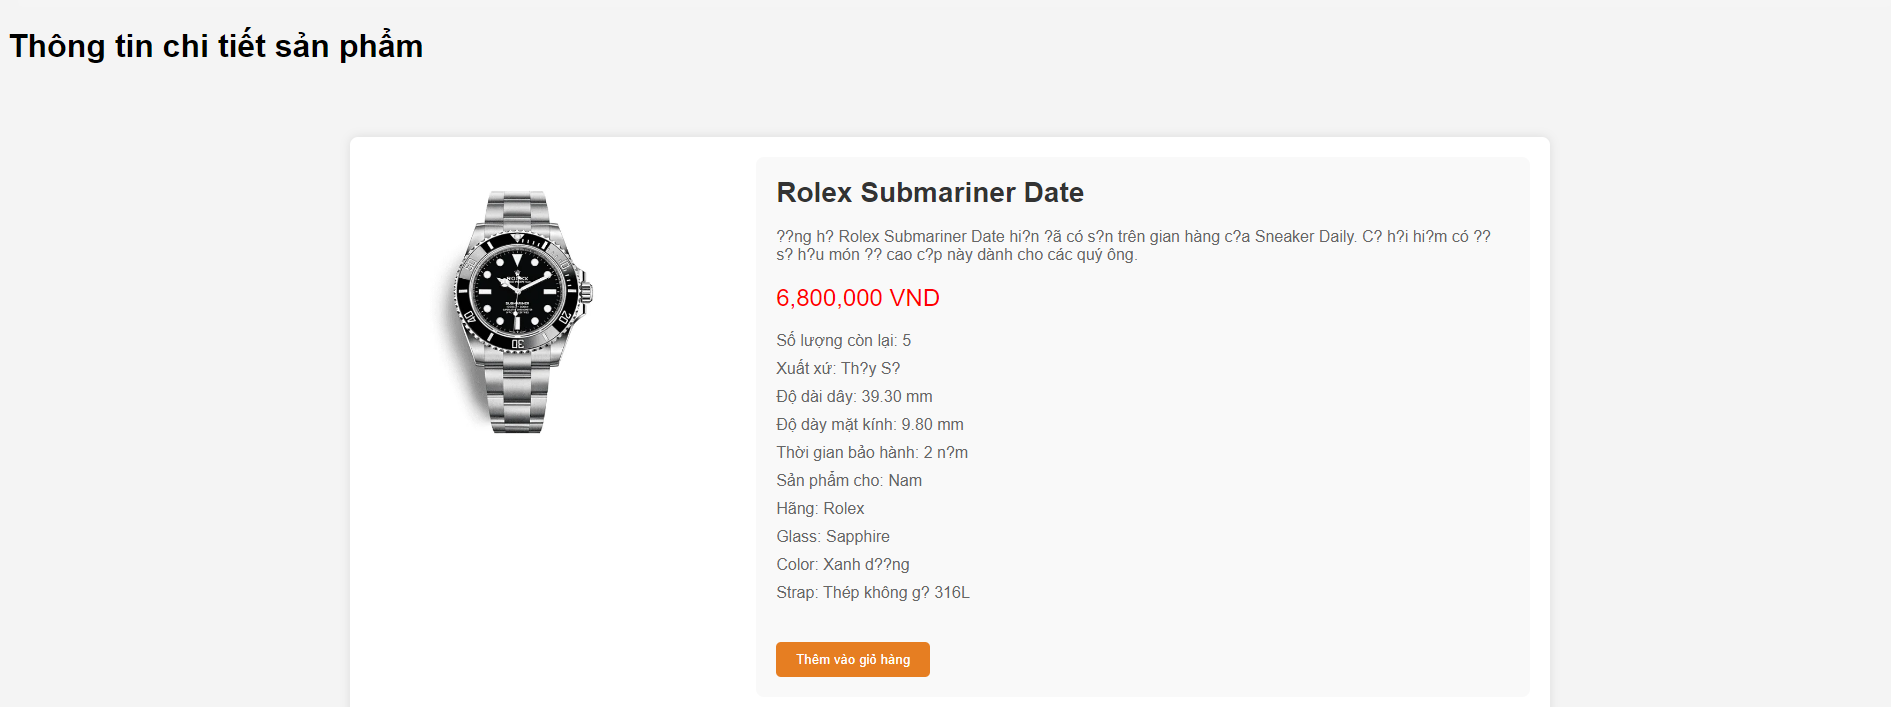 Thông tin chi tiết sản phẩm
Rolex Submariner Date
??ng h? Rolex Submariner Date hi?n ?ã có s?n trên gian hàng c?a Sneaker Daily. C? h?i hi?m có ??
s? h?u món ?? cao c?p này dành cho các quý ông.
6,800,000 VND
Số lượng còn lại: 5
Xuất xứ: Th?y S?
Độ dài dây: 39.30 mm
Độ dày mặt kính: 9.80 mm
Thời gian bảo hành: 2 n?m
Sản phẩm cho: Nam
Hãng: Rolex
Glass: Sapphire
Color: Xanh d??ng
Strap: Thép không g? 316L
Thêm vào giỏ hàng
ROLEX
SUBMARINER